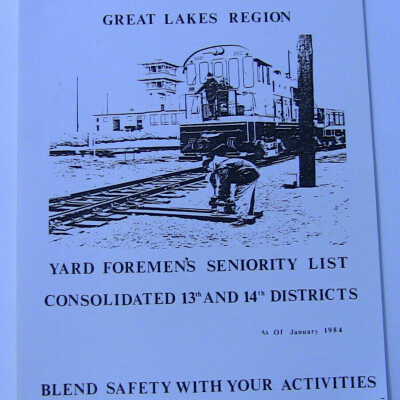 GREAT LAKES REGION
YARD FOREMEN'S SENIORITY LIST
CONSOLIDATED 13th AND 14th DISTRICTS
As Of January 1984
BLEND SAFETY WITH YOUR ACTIVITIES